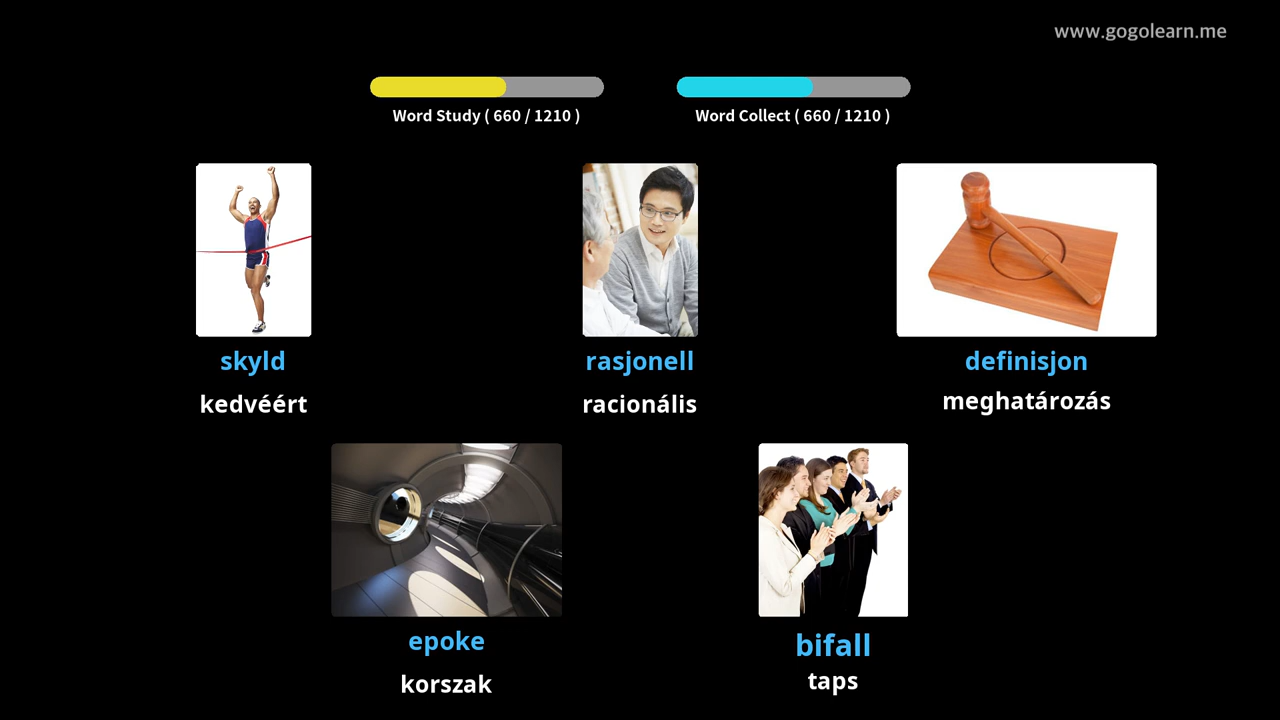 www.gogolearn.me
Word Study ( 660 / 1210 )
Word Collect ( 660 / 1210 )
skyld
kedvéért
rasjonell
racionális
definisjon
meghatározás
epoke
korszak
bifall
taps